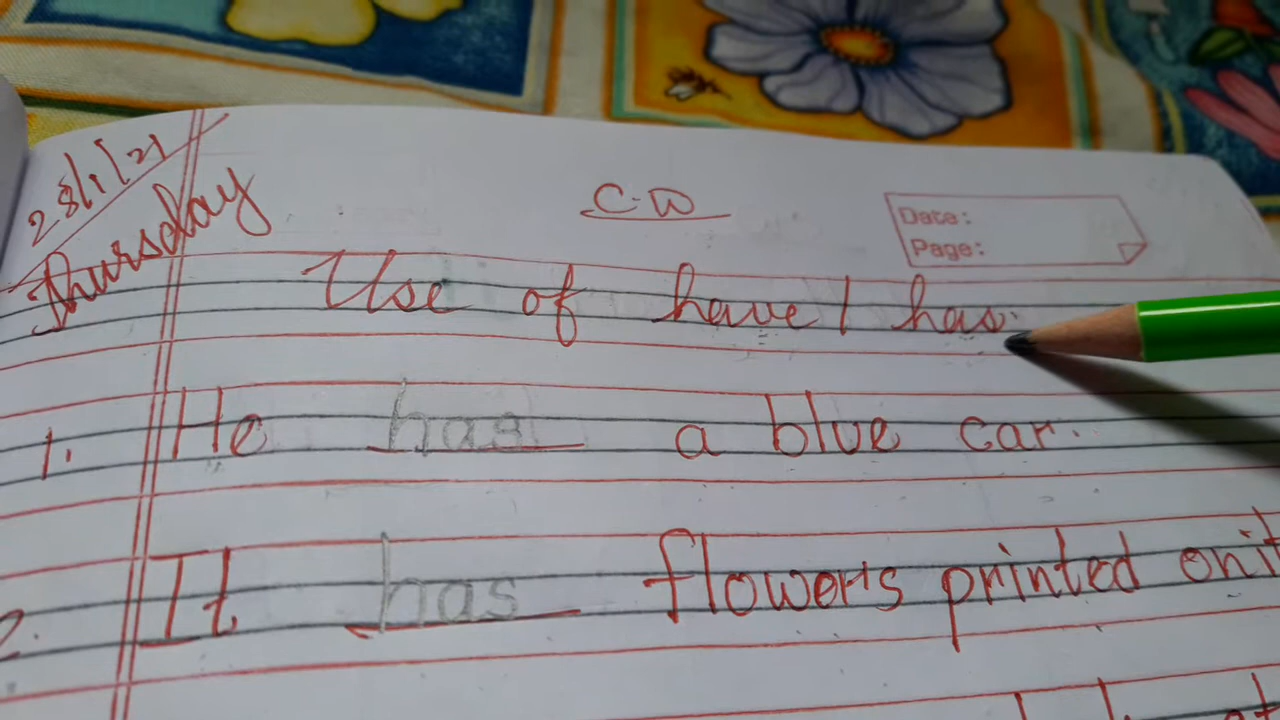 28/1/21
Thursday
C.W
Date:
Page:
Use of have/has.
1. He has a blue car.
2. It has flowers printed on it